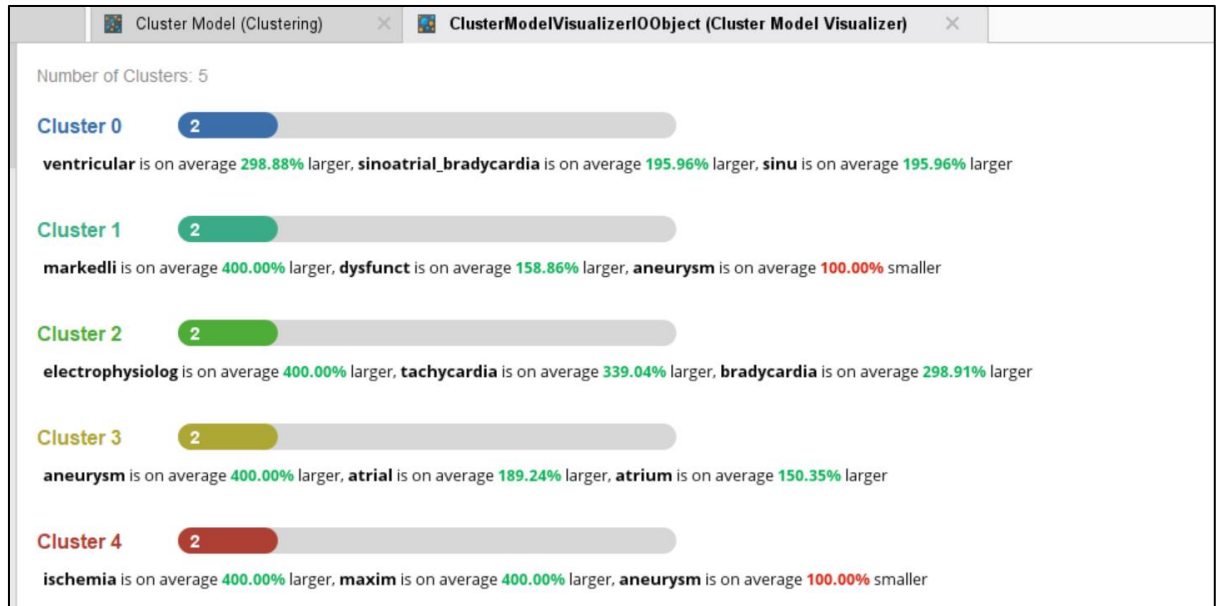 Cluster Model (Clustering)
ClusterModelVisualizerIOObject (Cluster Model Visualizer)
Number of Clusters: 5
Cluster 0 2
ventricular is on average 298.88% larger, sinoatrial_bradycardia is on average 195.96% larger, sinu is on average 195.96% larger
Cluster 1 2
markedli is on average 400.00% larger, dysfunct is on average 158.86% larger, aneurysm is on average 100.00% smaller
Cluster 2 2
electrophysiolog is on average 400.00% larger, tachycardia is on average 339.04% larger, bradycardia is on average 298.91% larger
Cluster 3 2
aneurysm is on average 400.00% larger, atrial is on average 189.24% larger, atrium is on average 150.35% larger
Cluster 4 2
ischemia is on average 400.00% larger, maxim is on average 400.00% larger, aneurysm is on average 100.00% smaller